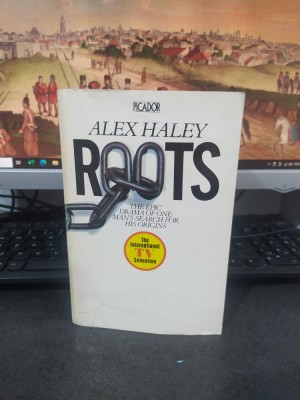 PICADOR
ALEX HALEY
ROOTS
THE EPIC
DRAMA OF ONE
MAN'S SEARCH FOR
HIS ORIGINS
The
International
TV
Sensation